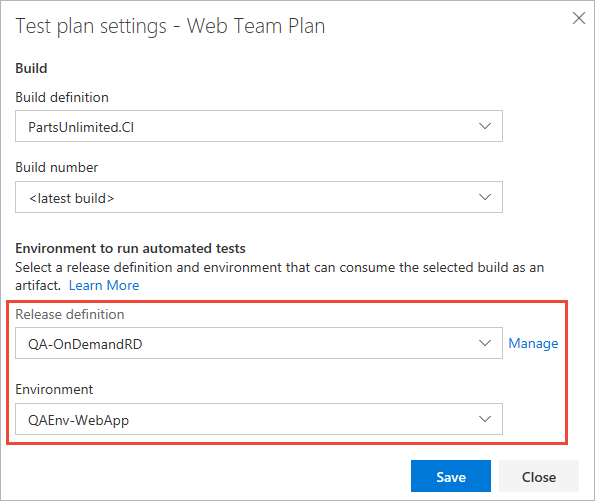 Test plan settings - Web Team Plan
Build
Build definition
PartsUnlimited.CI
Build number
<latest build>
Environment to run automated tests
Select a release definition and environment that can consume the selected build as an
artifact. Learn More
Release definition
QA-OnDemandRD
Manage
Environment
QAEnv-WebApp
Save
Close